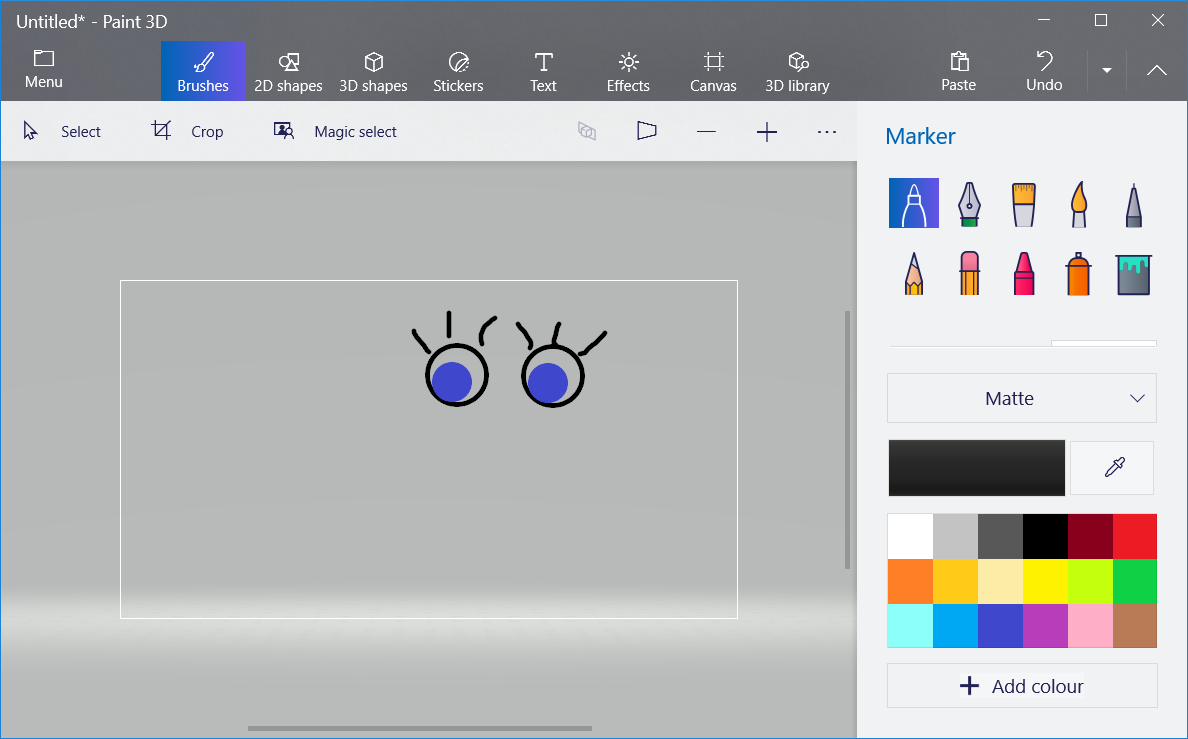 Untitled* - Paint 3D
Menu
Brushes
2D shapes
3D shapes
Stickers
Text
Effects
Canvas
3D library
Paste
Undo
Select
Crop
Magic select
Marker
Matte
Add colour